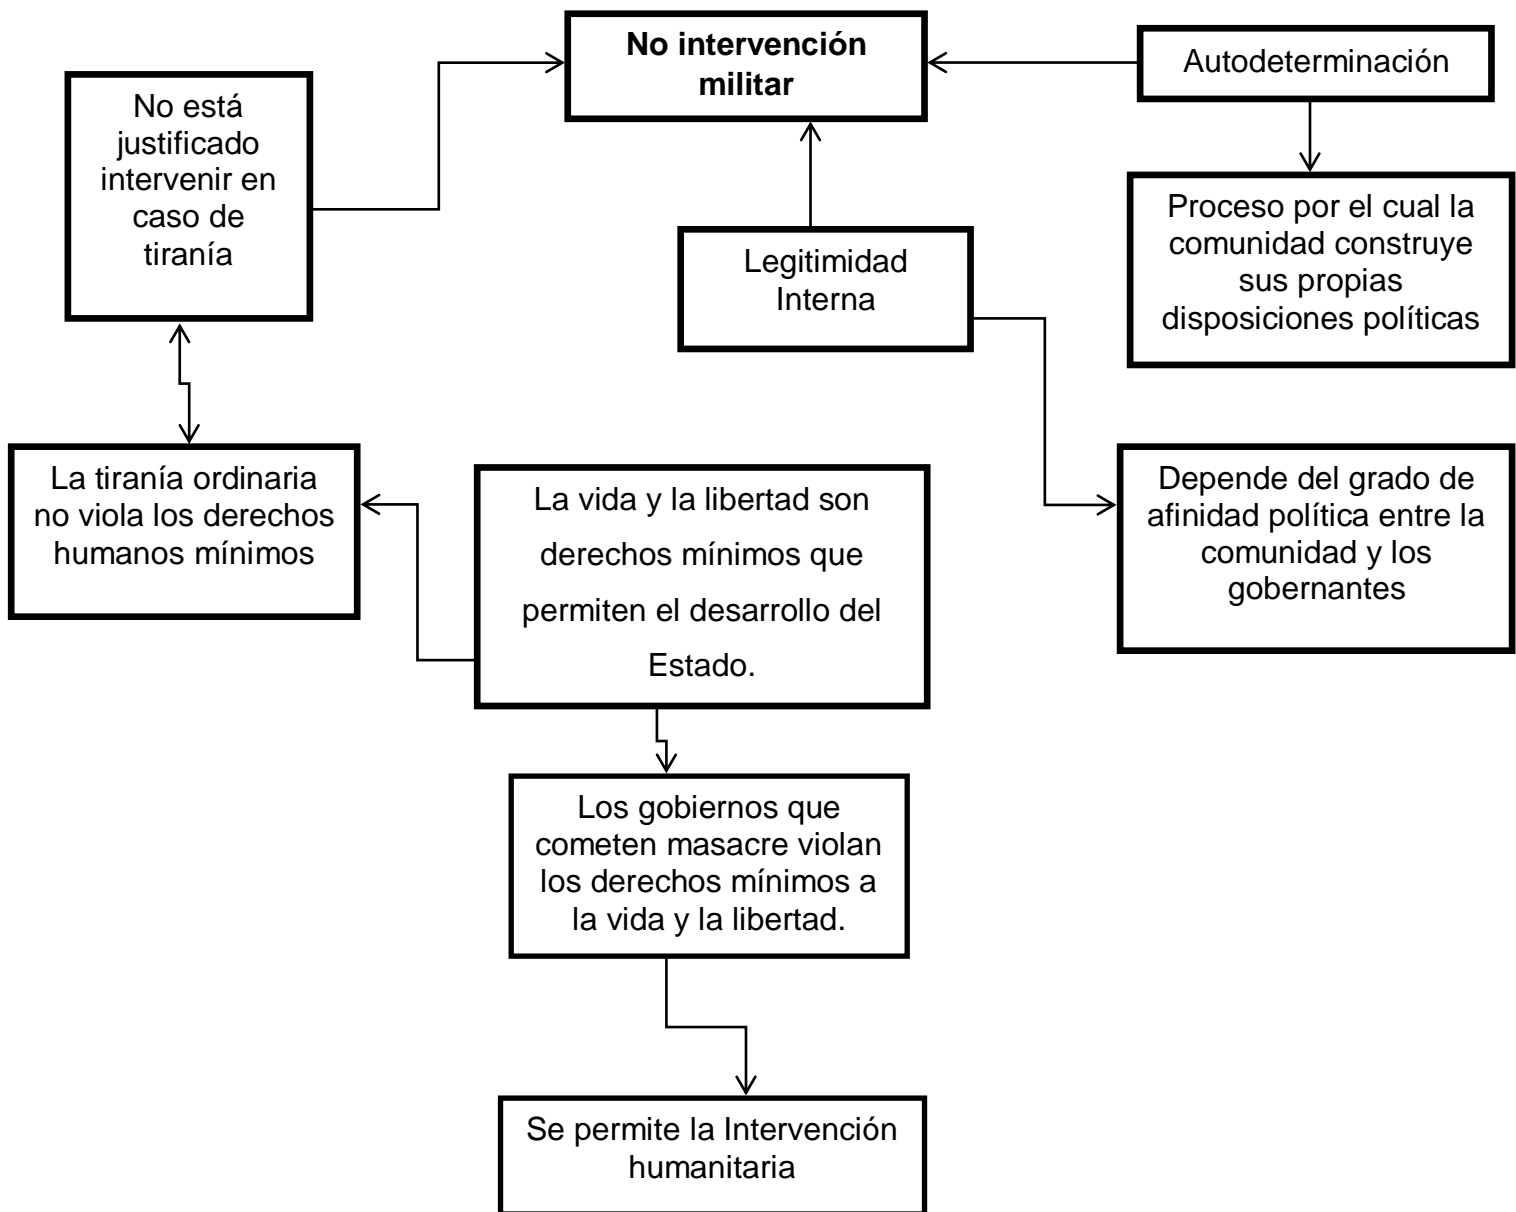 No intervención
militar
Autodeterminación
No está
justificado
intervenir en
caso de
tiranía
Proceso por el cual la
comunidad construye
sus propias
disposiciones políticas
Legitimidad
Interna
La tiranía ordinaria
no viola los derechos
humanos mínimos
La vida y la libertad son
derechos mínimos que
permiten el desarrollo del
Estado.
Depende del grado de
afinidad política entre la
comunidad y los
gobernantes
Los gobiernos que
cometen masacre violan
los derechos mínimos a
la vida y la libertad.
Se permite la Intervención
humanitaria